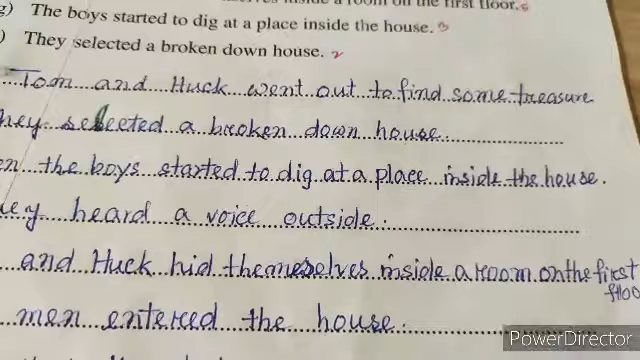 g) The boys started to dig at a place inside the house. 3
) They selected a broken down house. 2
Tom and Huck went out to find some treasure
hey selected a broken down house.
en the boys started to dig at a place inside the house.
ey heard a voice outside.
and Huck hid themeselves inside a room on the first
floo
men entered the house.
PowerDirector